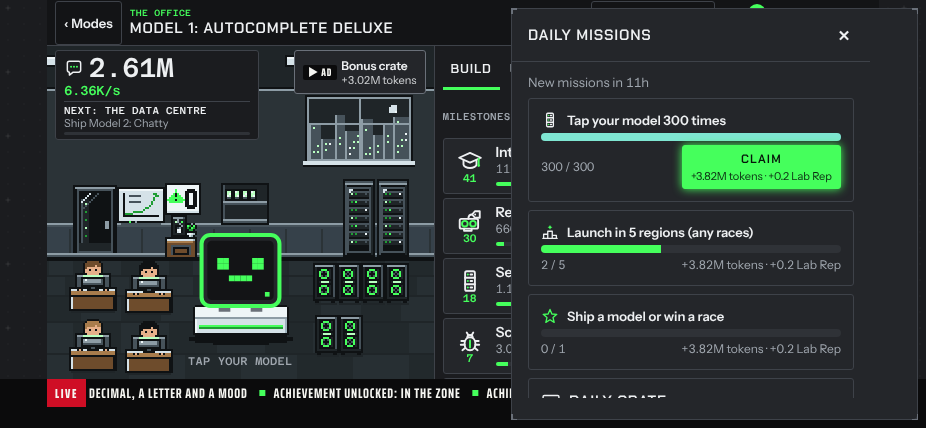 ‹ Modes
THE OFFICE
MODEL 1: AUTOCOMPLETE DELUXE
2.61M
6.36K/s
NEXT: THE DATA CENTRE
Ship Model 2: Chatty
AD
Bonus crate
+3.02M tokens
TAP YOUR MODEL
BUILD
MILESTONES
41
30
18
7
DAILY MISSIONS
×
New missions in 11h
Tap your model 300 times
300 / 300
CLAIM
+3.82M tokens · +0.2 Lab Rep
Launch in 5 regions (any races)
2 / 5
+3.82M tokens · +0.2 Lab Rep
Ship a model or win a race
0 / 1
+3.82M tokens · +0.2 Lab Rep
DAILY CRATE
LIVE
DECIMAL, A LETTER AND A MOOD
ACHIEVEMENT UNLOCKED: IN THE ZONE